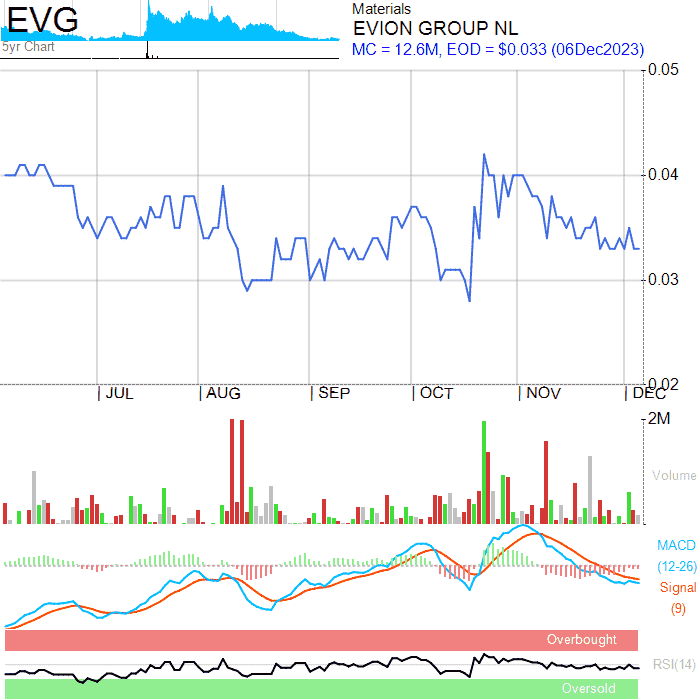 EVG
5yr Chart
Materials
EVION GROUP NL
MC = 12.6M, EOD = $0.033 (06Dec2023)
0.05
0.04
0.03
0.02
JUL AUG SEP OCT NOV DEC
2M
Volume
MACD
(12-26)
Signal
(9)
Overbought
RSI(14)
Oversold